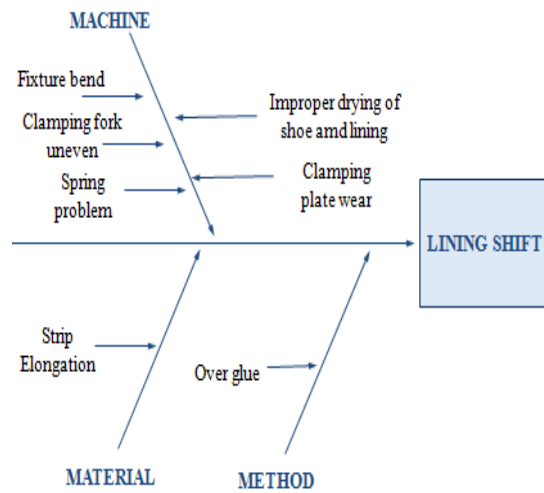 MACHINE
Fixture bend
Clamping fork
uneven
Spring
problem
Improper drying of
shoe amd lining
Clamping
plate wear
LINING SHIFT
Strip
Elongation
Over glue
MATERIAL
METHOD